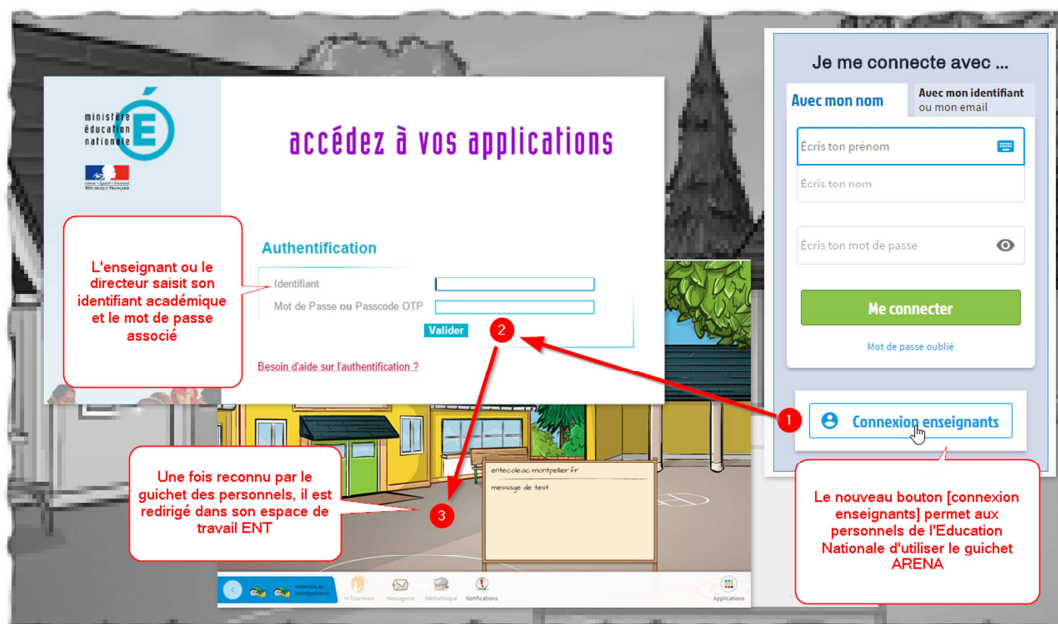 ministère
éducation
nationale
accédez à vos applications
Authentification
Identifiant
Mot de Passe ou Passcode OTP
Valider
Besoin d'aide sur l'authentification ?
L'enseignant ou le
directeur saisit son
identifiant académique
et le mot de passe
associé
Je me connecte avec ...
Avec mon nom
Avec mon identifiant
ou mon email
Écris ton prénom
Écris ton nom
Écris ton mot de passe
Me connecter
Mot de passe oublié
1
Connexion enseignants
2
Le nouveau bouton [connexion
enseignants] permet aux
personnels de l'Education
Nationale d'utiliser le guichet
ARENA
Une fois reconnu par le
guichet des personnels, il est
redirigé dans son espace de
travail ENT
3
entecole.ac-montpellier.fr
message de test
entecole.ac-
montpellier.fr
M Tournesol
Messagerie
Médiathèque
Notifications
Applications